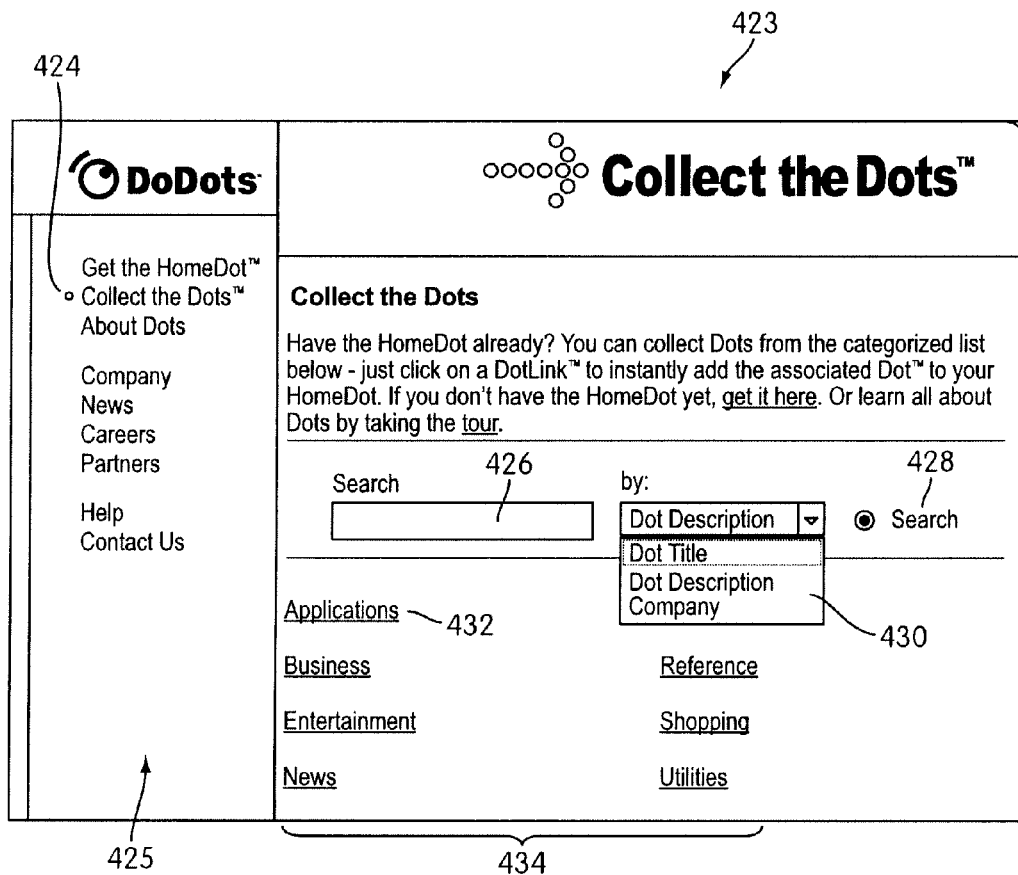 423
424
DoDots
Collect the Dots™
Get the HomeDot™
Collect the Dots™
About Dots
Company
News
Careers
Partners
Help
Contact Us
Collect the Dots
Have the HomeDot already? You can collect Dots from the categorized list
below - just click on a DotLink™ to instantly add the associated Dot™ to your
HomeDot. If you don't have the HomeDot yet, get it here. Or learn all about
Dots by taking the tour.
Search 426 by: 428
Dot Description Search
Dot Title
Dot Description
Company
430
Applications 432
Business Reference
Entertainment Shopping
News Utilities
425 434